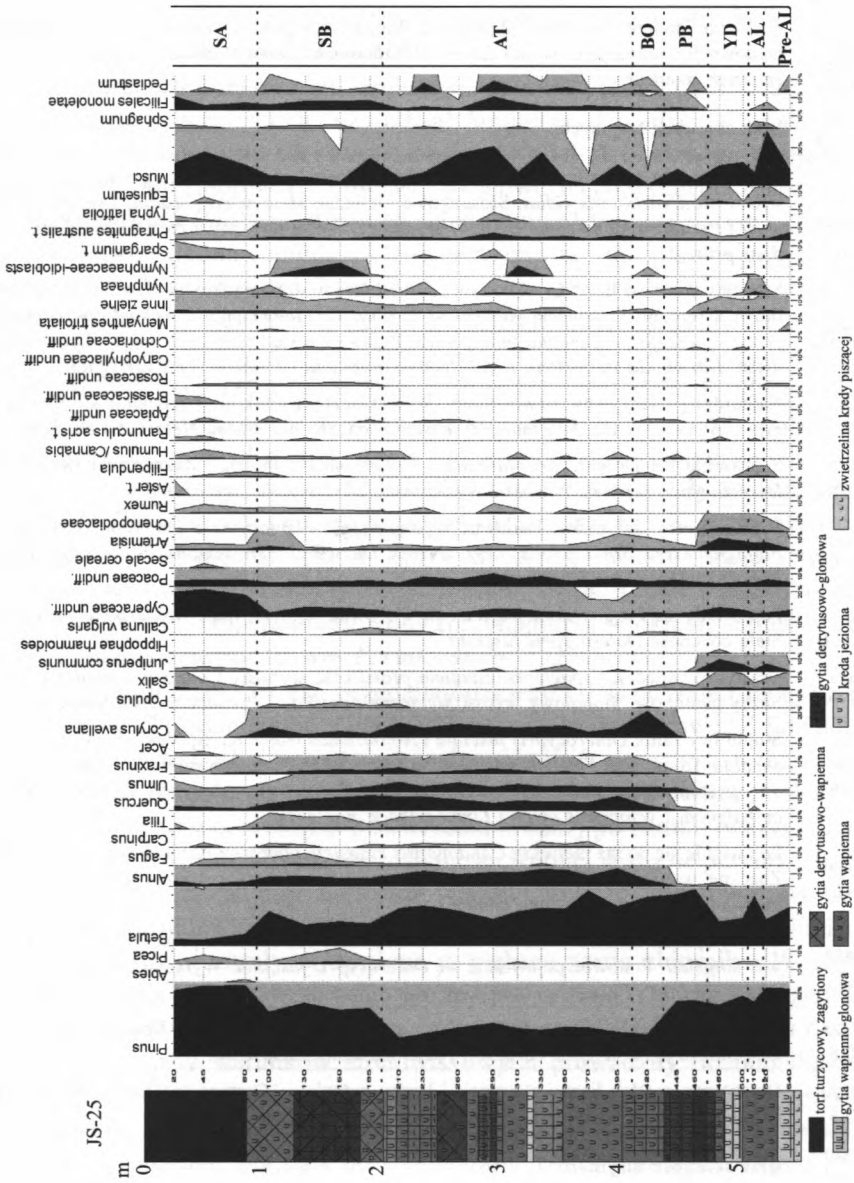 JS-25
m
0
1
2
3
4
5
Pinus
Abies
Picea
Betula
Alnus
Fagus
Carpinus
Tilia
Quercus
Ulmus
Fraxinus
Acer
Corylus avellana
Populus
Salix
Juniperus communis
Hippophae rhamnoides
Calluna vulgaris
Cyperaceae undiff.
Poaceae undiff.
Secale cereale
Artemisia
Chenopodiaceae
Rumex
Aster t.
Filipendula
Humulus /Cannabis
Ranunculus acris t.
Apiaceae undiff.
Brassicaceae undiff.
Rosaceae undiff.
Caryophyllaceae undiff.
Cichoriaceae undiff.
Menyanthes trifoliata
Inne zielne
Nymphaea
Nymphaeaceae-idioblasts
Sparganium t.
Phragmites australis t.
Typha latifolia
Equisetum
Musci
Sphagnum
Filicales monoletae
Pediastrum
SA
SB
AT
BO
PB
YD
AL
Pre-AL
torf turzycowy, zagytiony
gytia detrytusowo-wapienna
gytia detrytusowo-glonowa
zwietrzelina kredy piszącej
gytia wapienno-glonowa
gytia wapienna
kreda jeziorna